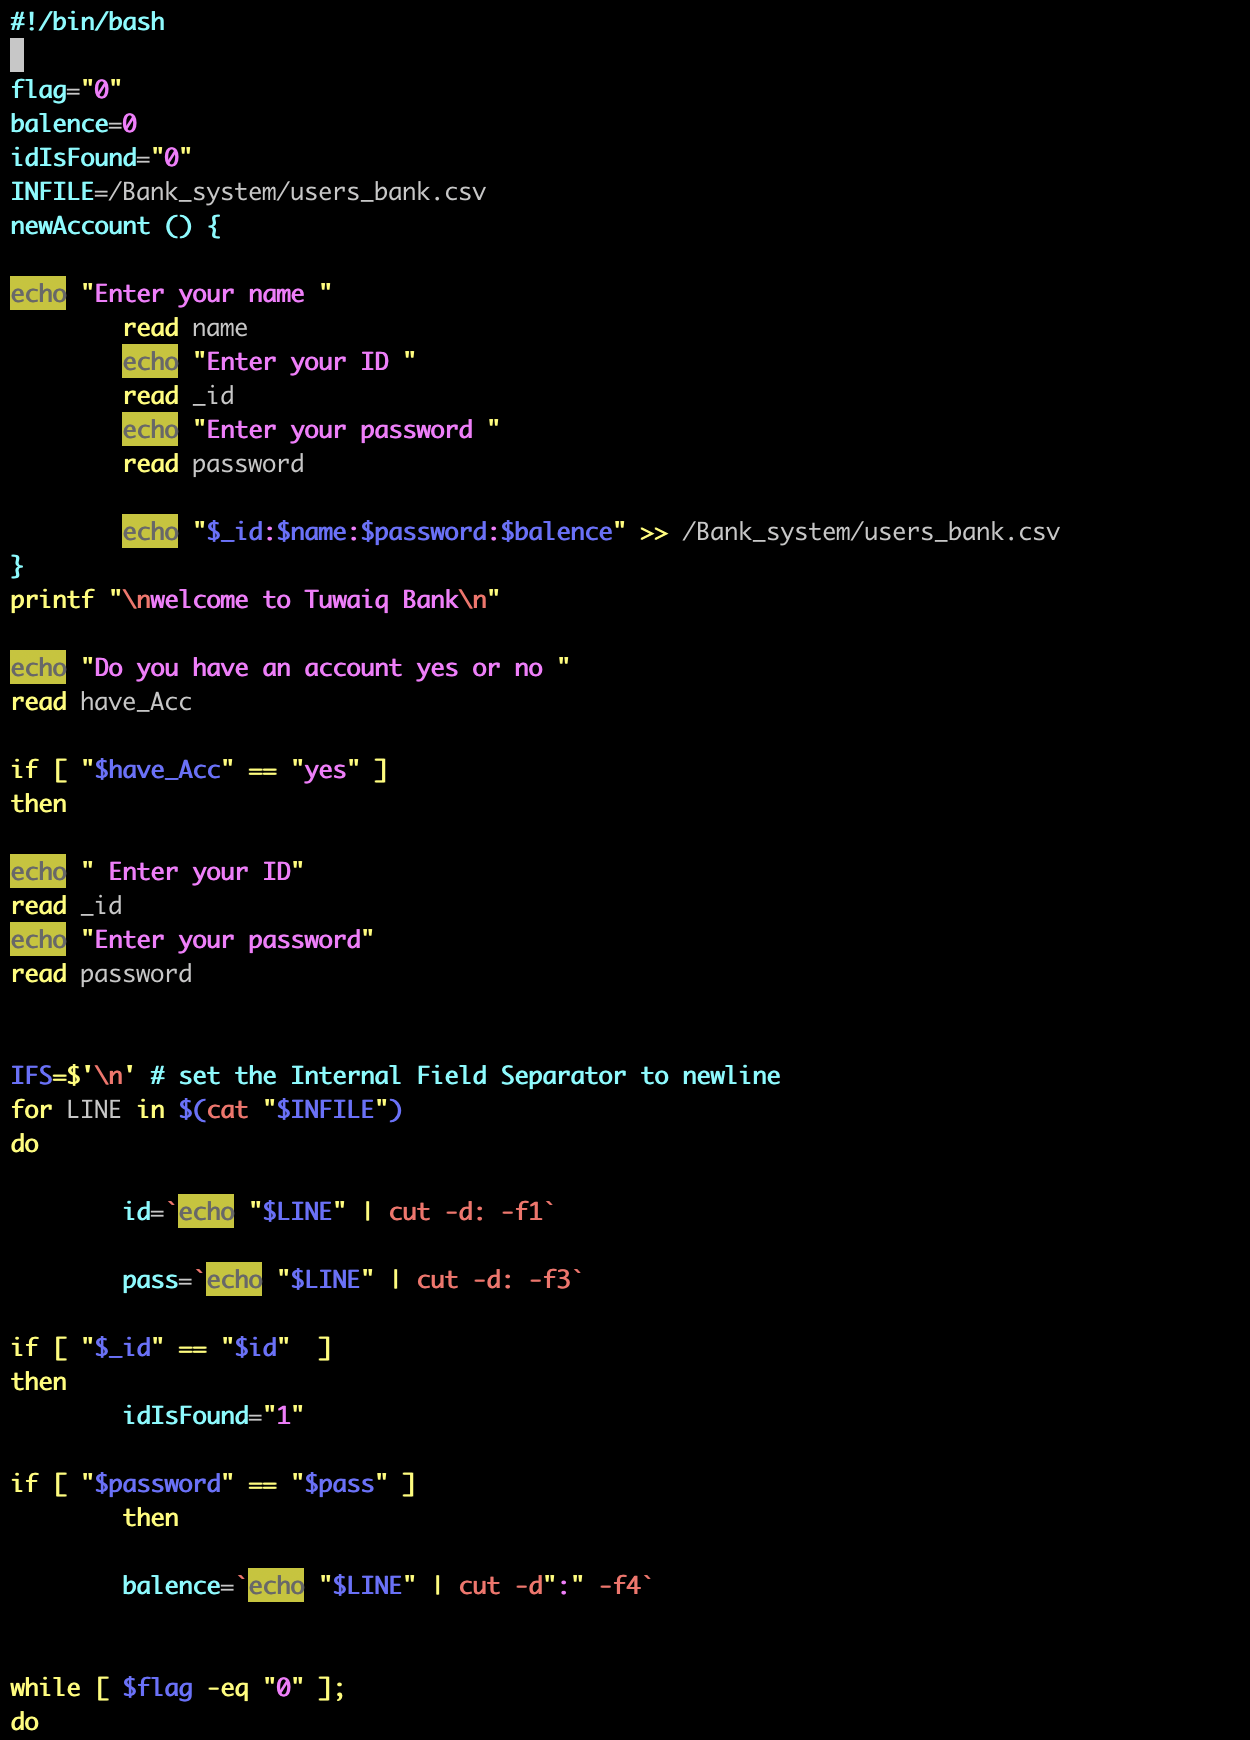 #!/bin/bash
flag="0"
balence=0
idIsFound="0"
INFILE=/Bank_system/users_bank.csv
newAccount () {
echo "Enter your name "
read name
echo "Enter your ID "
read _id
echo "Enter your password "
read password
echo "$_id:$name:$password:$balence" >> /Bank_system/users_bank.csv
}
printf "\nwelcome to Tuwaiq Bank\n"
echo "Do you have an account yes or no "
read have_Acc
if [ "$have_Acc" == "yes" ]
then
echo " Enter your ID"
read _id
echo "Enter your password"
read password
IFS=$'\n' # set the Internal Field Separator to newline
for LINE in $(cat "$INFILE")
do
id=`echo "$LINE" | cut -d: -f1`
pass=`echo "$LINE" | cut -d: -f3`
if [ "$_id" == "$id"  ]
then
idIsFound="1"
if [ "$password" == "$pass" ]
then
balence=`echo "$LINE" | cut -d":" -f4`
while [ $flag -eq "0" ];
do